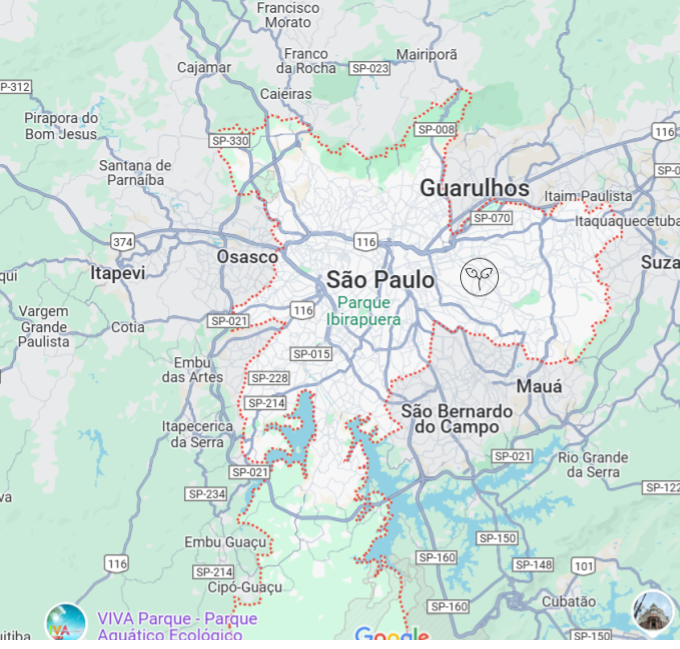 Francisco
Morato
Franco
da Rocha
Mairiporã
SP-023
Cajamar
SP-312
Caieiras
Pirapora do
Bom Jesus
SP-008
116
SP-330
Santana de
Parnaíba
SP-0
Guarulhos
Itaim Paulista
SP-070
Itaquaquecetuba
374
116
Osasco
Suza
Itapevi
São Paulo
qui
Parque
Ibirapuera
Vargem
Grande
Paulista
116
SP-021
Cotia
SP-015
Embu
das Artes
SP-228
Mauá
SP-214
São Bernardo
do Campo
Itapecerica
da Serra
SP-021
Rio Grande
da Serra
SP-021
SP-122
va
SP-234
SP-150
Embu Guaçu
SP-160
SP-148
101
116
SP-214
Cipó-Guaçu
SP-160
Cubatão
VIVA Parque - Parque
Aquático Ecológico
VA
uitiba
Google
SP-150